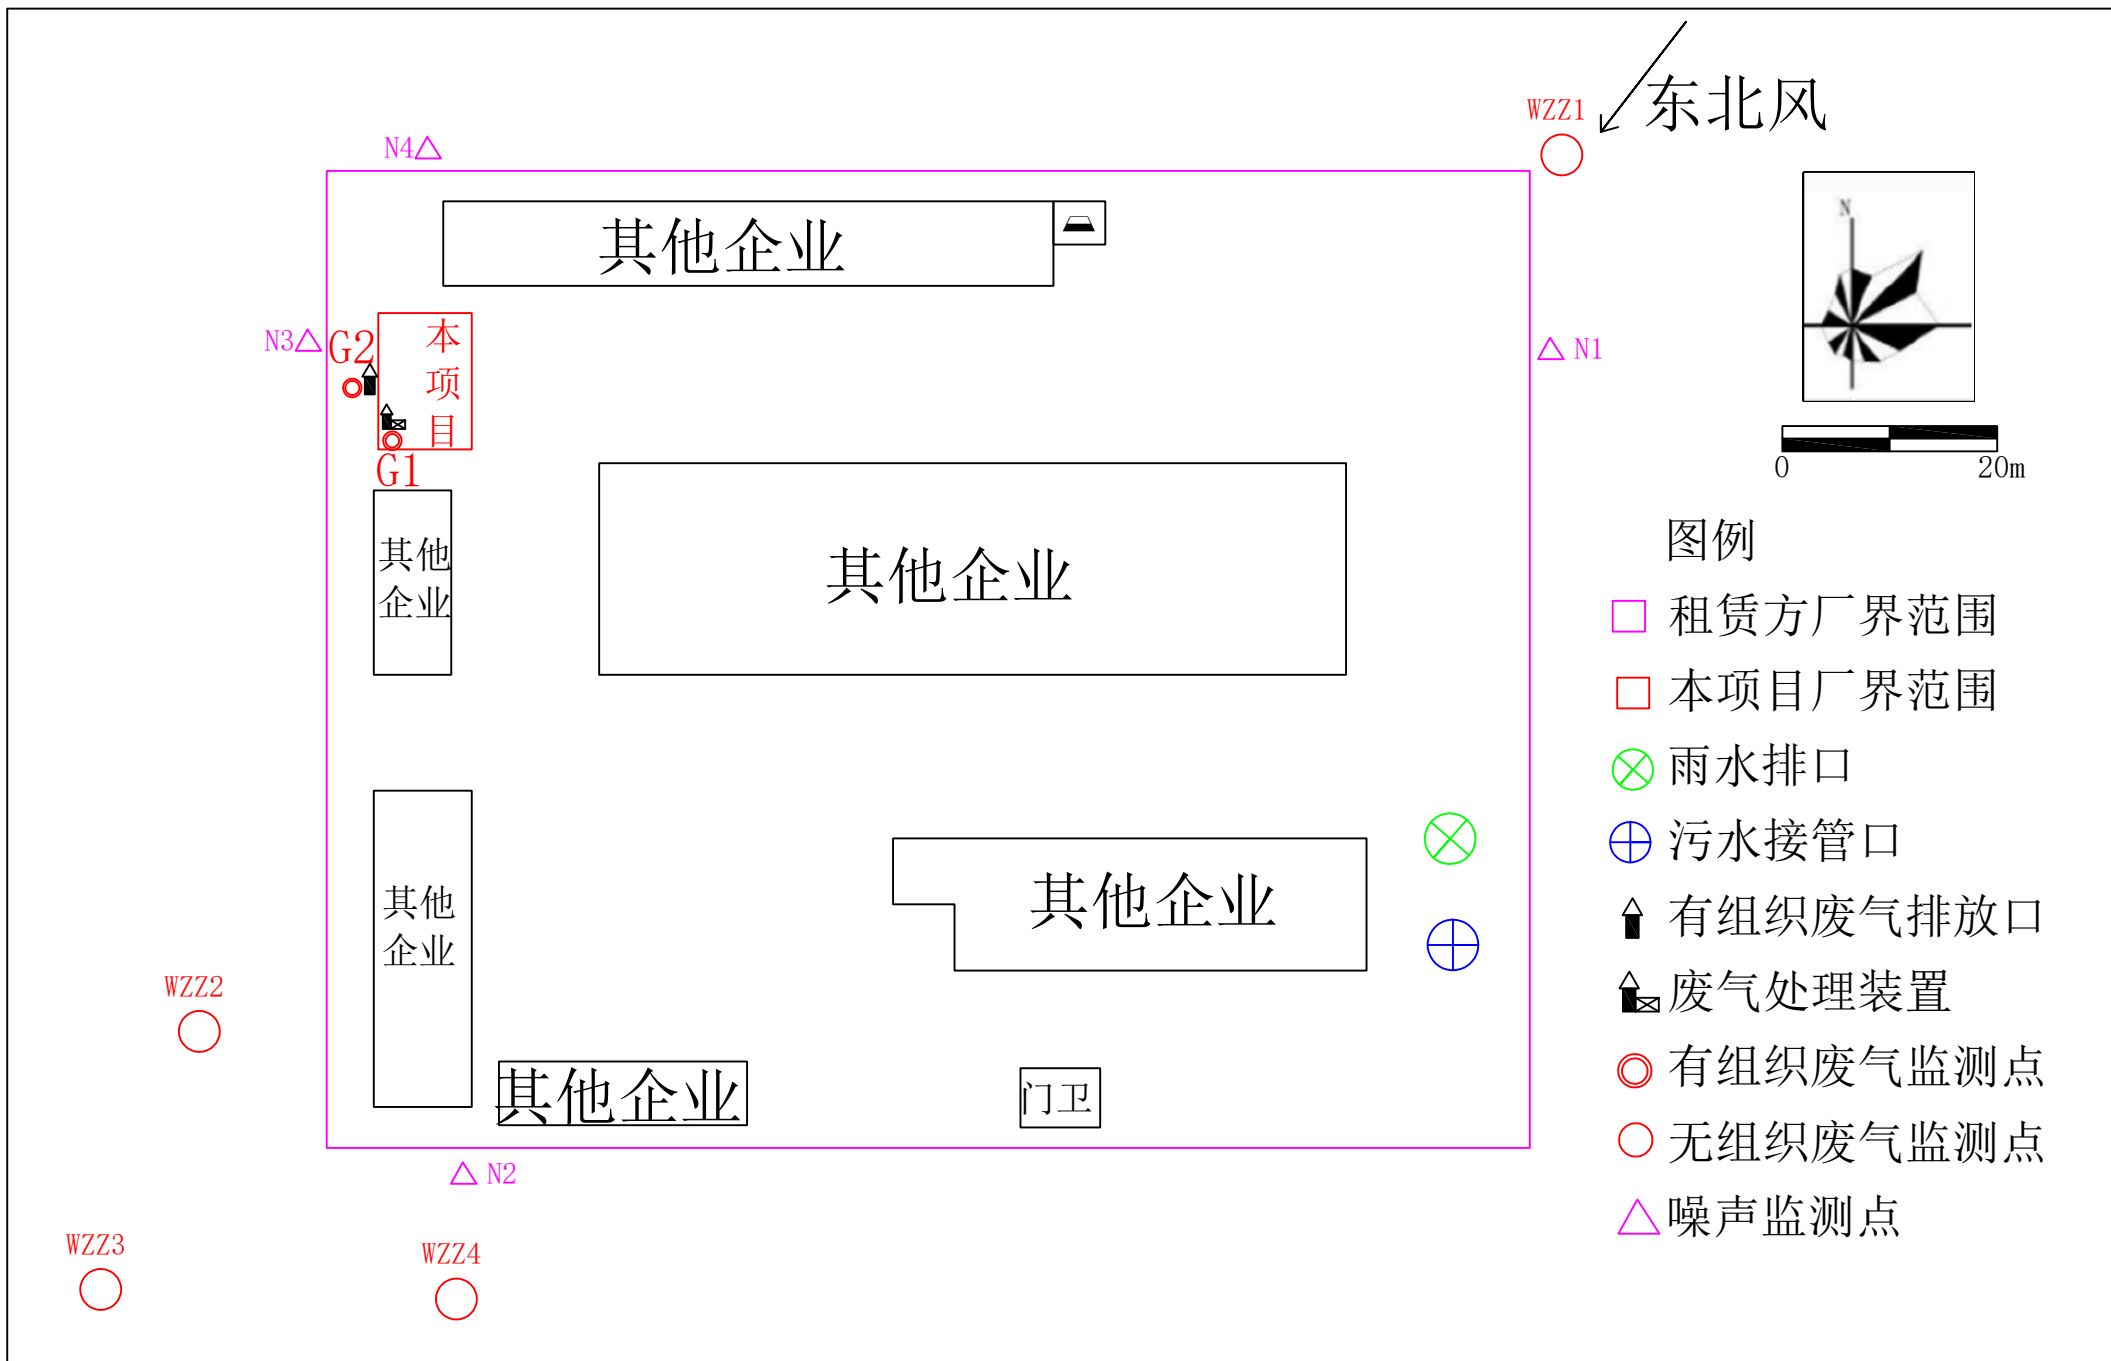 东北风
WZZ1
N4
其他企业
N
N3
G2
本
项
目
N1
G1
0
20m
其他
企业
其他企业
图例
租赁方厂界范围
本项目厂界范围
雨水排口
污水接管口
有组织废气排放口
废气处理装置
有组织废气监测点
无组织废气监测点
噪声监测点
其他
企业
其他企业
WZZ2
其他企业
门卫
N2
WZZ3
WZZ4